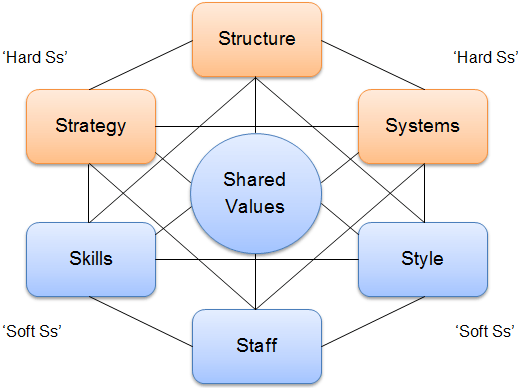 Structure
‘Hard Ss’
‘Hard Ss’
Strategy
Systems
Shared
Values
Skills
Style
‘Soft Ss’
‘Soft Ss’
Staff